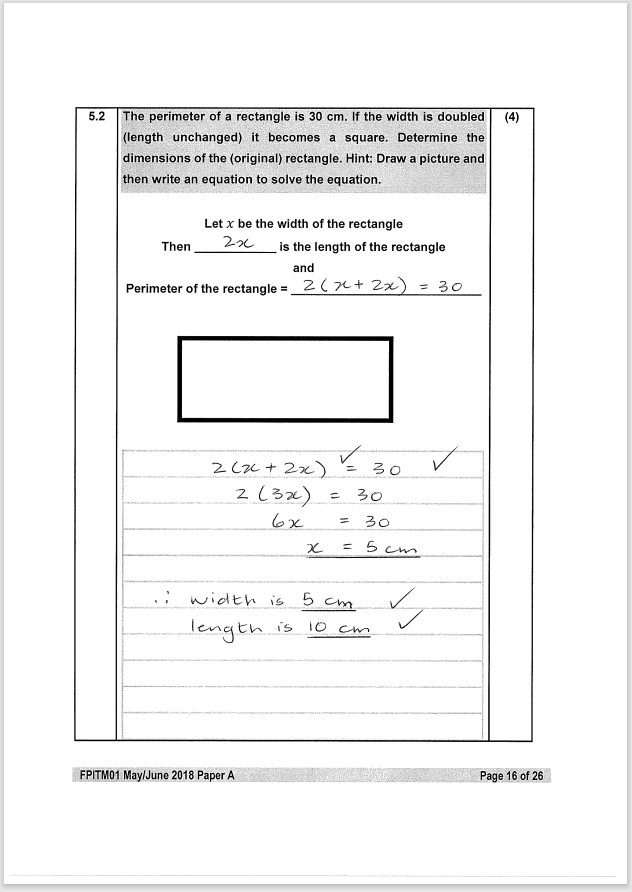 5.2 The perimeter of a rectangle is 30 cm. If the width is doubled (4)
(length unchanged) it becomes a square. Determine the
dimensions of the (original) rectangle. Hint: Draw a picture and
then write an equation to solve the equation.
Let x be the width of the rectangle
Then 2x is the length of the rectangle
and
Perimeter of the rectangle = 2(x + 2x) = 30
2(x + 2x) ✓= 30 ✓
2(3x) = 30
6x = 30
x = 5 cm
∴ width is 5 cm ✓
length is 10 cm ✓
FPITM01 May/June 2018 Paper A Page 16 of 26